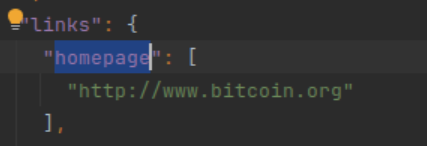 "links": {
"homepage": [
"http://www.bitcoin.org"
],